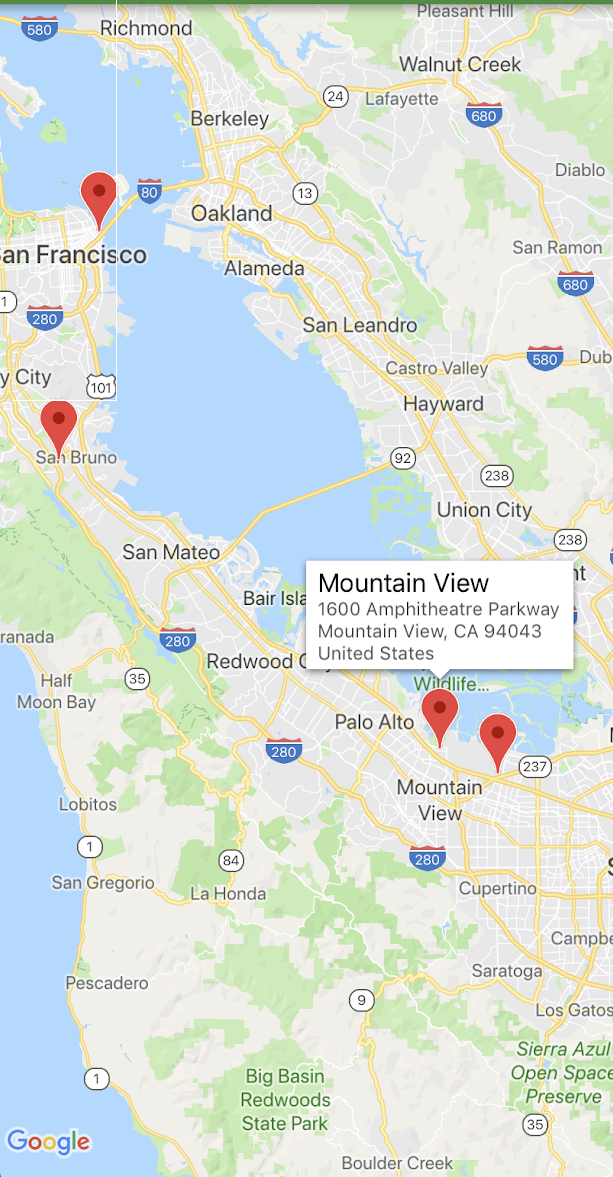 Pleasant Hill
580
Richmond
Walnut Creek
24
Lafayette
680
Berkeley
Diablo
80
13
Oakland
San Ramon
an Francisco
Alameda
680
1
280
San Leandro
580
Dub
Castro Valley
y City
101
Hayward
San Bruno
92
238
Union City
238
San Mateo
nt
Mountain View
1600 Amphitheatre Parkway
Mountain View, CA 94043
United States
Bair Isla
280
ranada
Redwood C
Half
Moon Bay
35
Wildlife...
Palo Alto
280
237
Mountain
View
Lobitos
1
84
280
San Gregorio
La Honda
Cupertino
Campbe
Saratoga
Pescadero
9
Los Gatos
1
Big Basin
Redwoods
State Park
Sierra Azul
Open Space
Preserve
35
Google
Boulder Creek